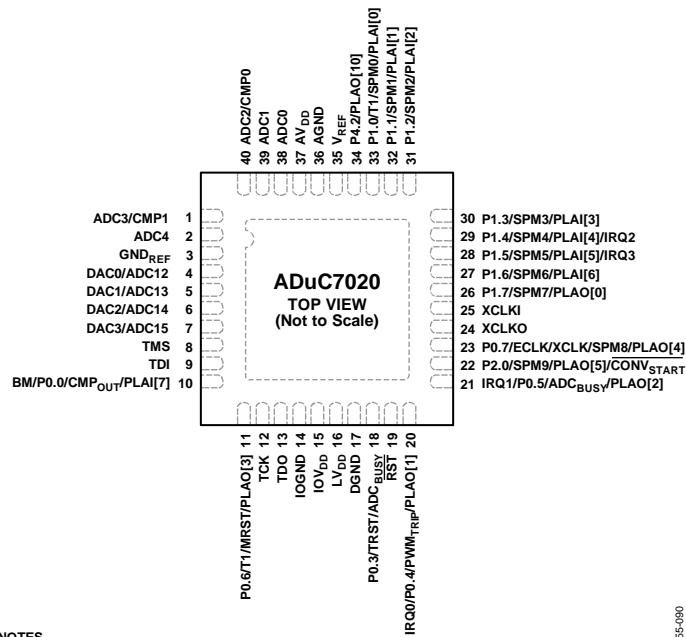 40 ADC2/CMP0
39 ADC1
38 ADC0
37 AVDD
36 AGND
35 VREF
34 P4.2/PLAO[10]
33 P1.0/T1/SPM0/PLAI[0]
32 P1.1/SPM1/PLAI[1]
31 P1.2/SPM2/PLAI[2]
ADC3/CMP1 1
ADC4 2
GNDREF 3
DAC0/ADC12 4
DAC1/ADC13 5
DAC2/ADC14 6
DAC3/ADC15 7
TMS 8
TDI 9
BM/P0.0/CMPOUT/PLAI[7] 10
ADuC7020
TOP VIEW
(Not to Scale)
30 P1.3/SPM3/PLAI[3]
29 P1.4/SPM4/PLAI[4]/IRQ2
28 P1.5/SPM5/PLAI[5]/IRQ3
27 P1.6/SPM6/PLAI[6]
26 P1.7/SPM7/PLAO[0]
25 XCLKI
24 XCLKO
23 P0.7/ECLK/XCLK/SPM8/PLAO[4]
22 P2.0/SPM9/PLAO[5]/CONVSTART
21 IRQ1/P0.5/ADCBUSY/PLAO[2]
P0.6/T1/MRST/PLAO[3] 11
TCK 12
TDO 13
IOGND 14
IOVDD 15
LVDD 16
DGND 17
P0.3/TRST/ADCBUSY 18
RST 19
IRQ0/P0.4/PWMTRIP/PLAO[1] 20